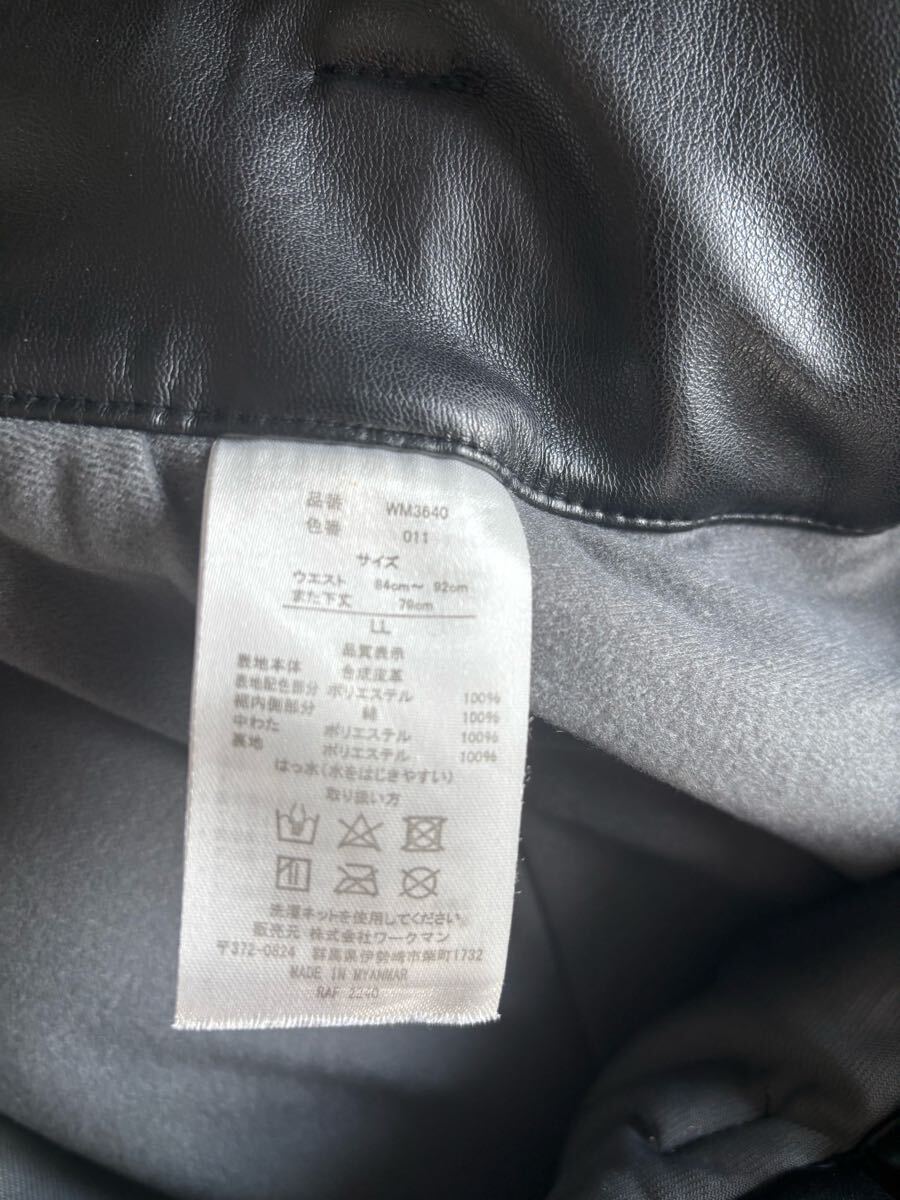 品番 WM3640
色番 011
サイズ
ウエスト 84cm～ 92cm
また下丈 79cm
LL
品質表示
表地本体 合成皮革
表地配色部分 ポリエステル 100%
裾内側部分 綿 100%
中わた ポリエステル 100%
裏地 ポリエステル 100%
はっ水(水をはじきやすい)
取り扱い方
洗濯ネットを使用してください。
販売元 株式会社ワークマン
〒372-0824 群馬県伊勢崎市柴町1732
MADE IN MYANMAR
RAF 2240